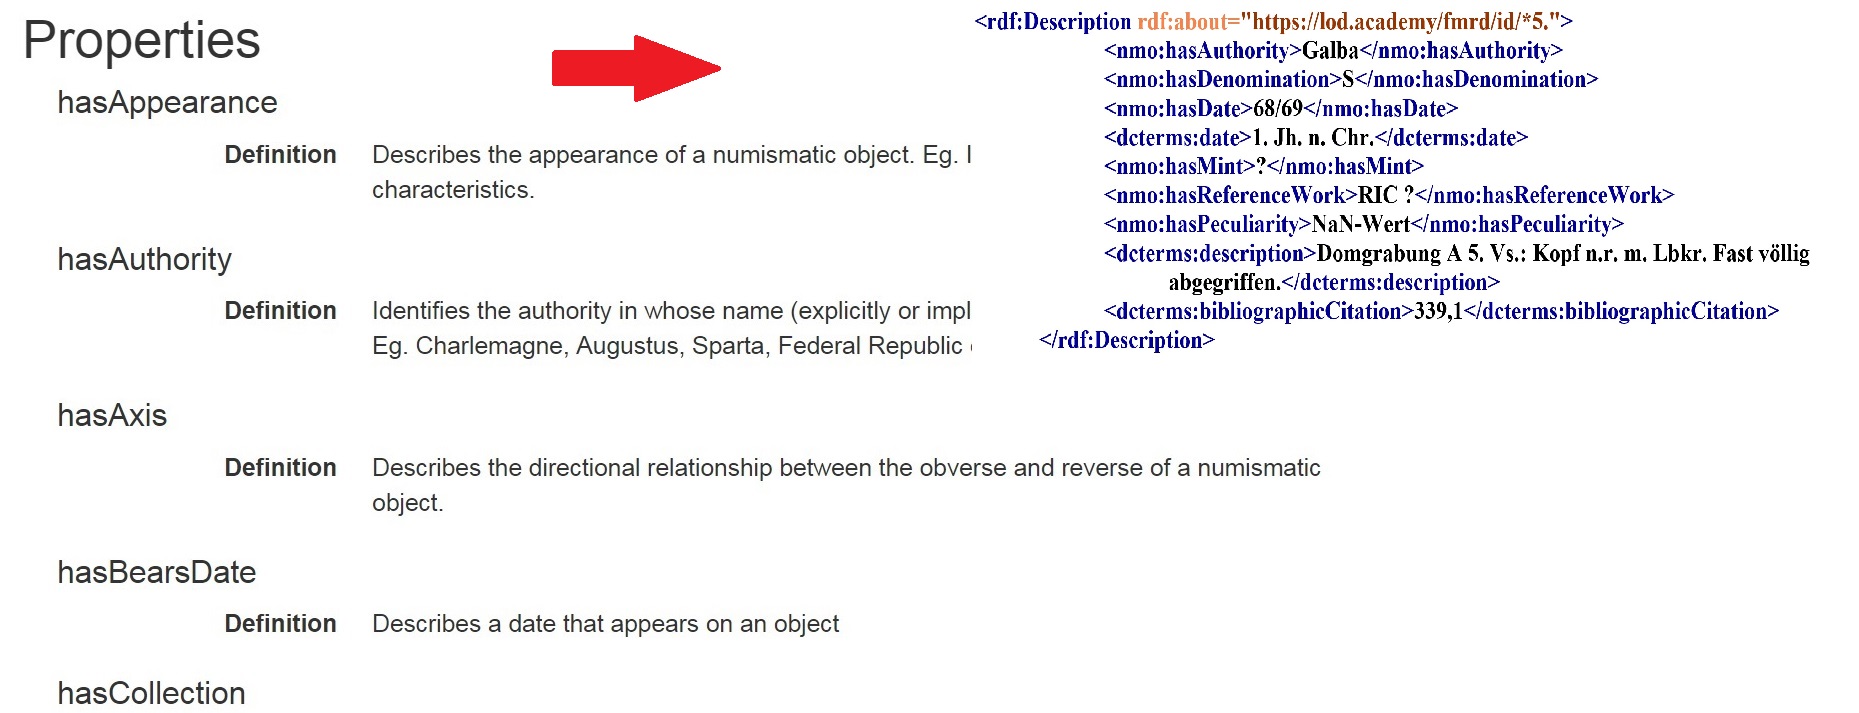 Properties
hasAppearance
Definition Describes the appearance of a numismatic object. Eg.
characteristics.
hasAuthority
Definition Identifies the authority in whose name (explicitly or impl
Eg. Charlemagne, Augustus, Sparta, Federal Republic
hasAxis
Definition Describes the directional relationship between the obverse and reverse of a numismatic
object.
hasBearsDate
Definition Describes a date that appears on an object
hasCollection
<rdf:Description rdf:about="https://lod.academy/fmrd/id/*5.">
<nmo:hasAuthority>Galba</nmo:hasAuthority>
<nmo:hasDenomination>S</nmo:hasDenomination>
<nmo:hasDate>68/69</nmo:hasDate>
<dcterms:date>1. Jh. n. Chr.</dcterms:date>
<nmo:hasMint>?</nmo:hasMint>
<nmo:hasReferenceWork>RIC ?</nmo:hasReferenceWork>
<nmo:hasPeculiarity>NaN-Wert</nmo:hasPeculiarity>
<dcterms:description>Domgrabung A 5. Vs.: Kopf n.r. m. Lbkr. Fast völlig
abgegriffen.</dcterms:description>
<dcterms:bibliographicCitation>339,1</dcterms:bibliographicCitation>
</rdf:Description>